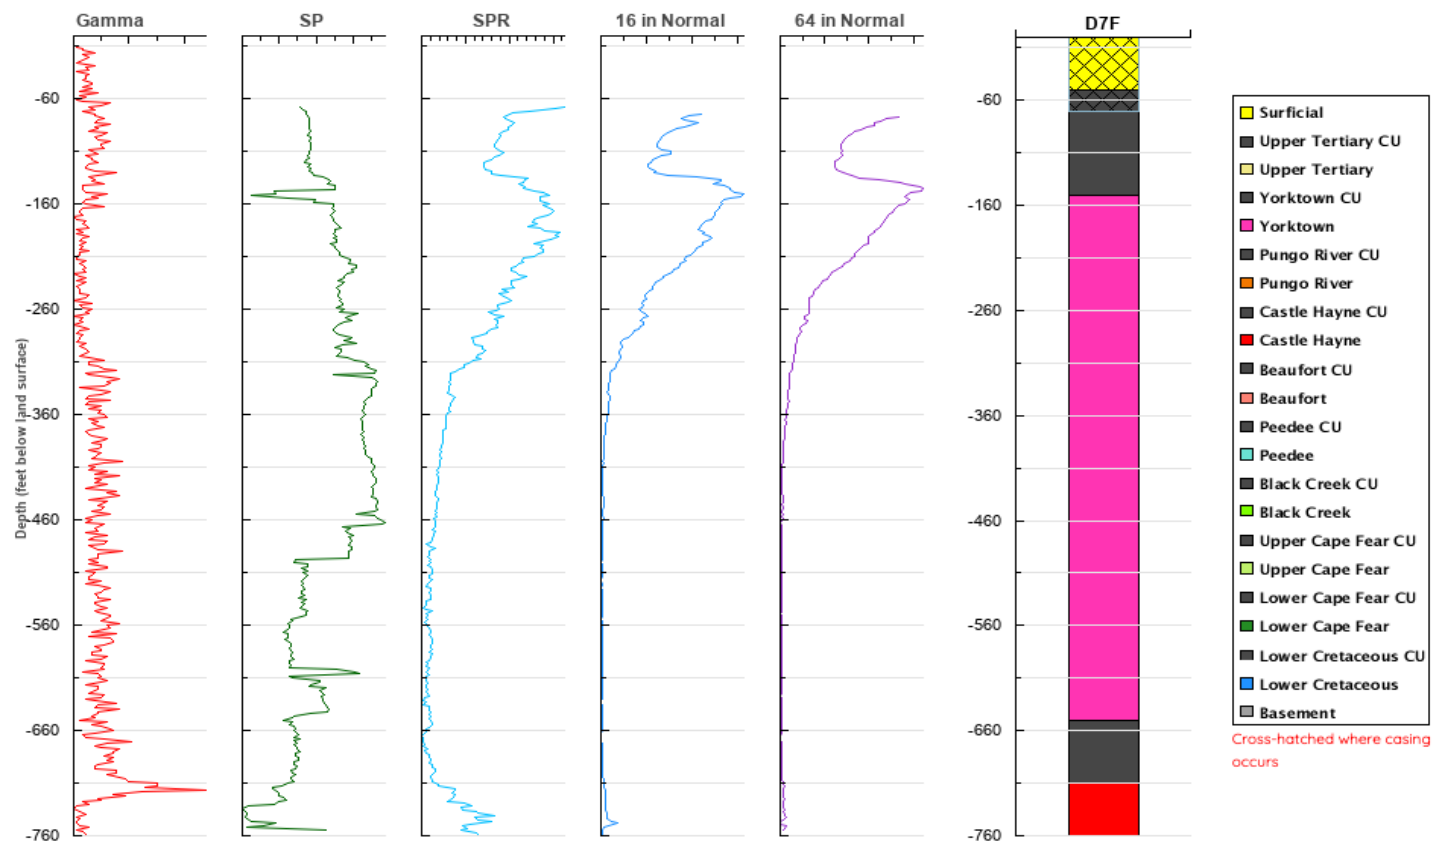 Gamma SP SPR 16 in Normal 64 in Normal D7F
Depth (feet below land surface)
-60 -60
-160 -160
-260 -260
-360 -360
-460 -460
-560 -560
-660 -660
-760 -760
Surficial
Upper Tertiary CU
Upper Tertiary
Yorktown CU
Yorktown
Pungo River CU
Pungo River
Castle Hayne CU
Castle Hayne
Beaufort CU
Beaufort
Peedee CU
Peedee
Black Creek CU
Black Creek
Upper Cape Fear CU
Upper Cape Fear
Lower Cape Fear CU
Lower Cape Fear
Lower Cretaceous CU
Lower Cretaceous
Basement
Cross-hatched where casing
occurs